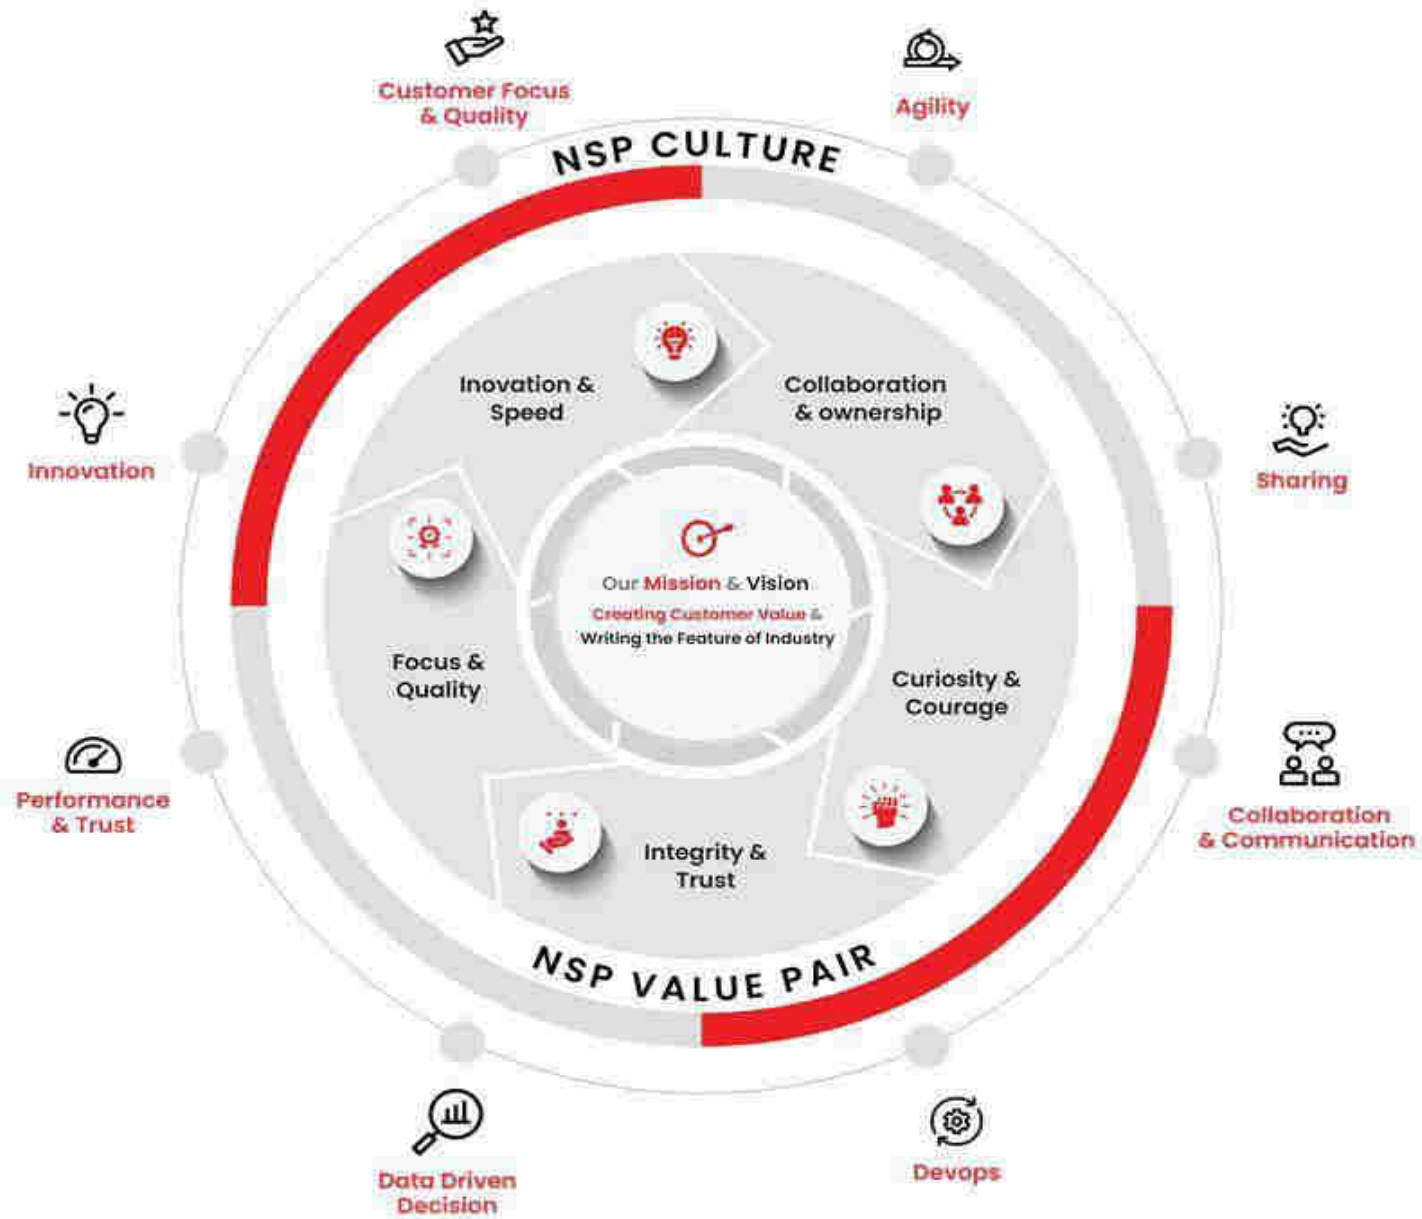 Customer Focus
& Quality
Agility
NSP CULTURE
Inovation &
Speed
Collaboration
& ownership
Innovation
Sharing
Our Mission & Vision
Creating Customer Value &
Writing the Feature of Industry
Focus &
Quality
Curiosity &
Courage
Performance
& Trust
Collaboration
& Communication
Integrity &
Trust
NSP VALUE PAIR
Data Driven
Decision
Devops